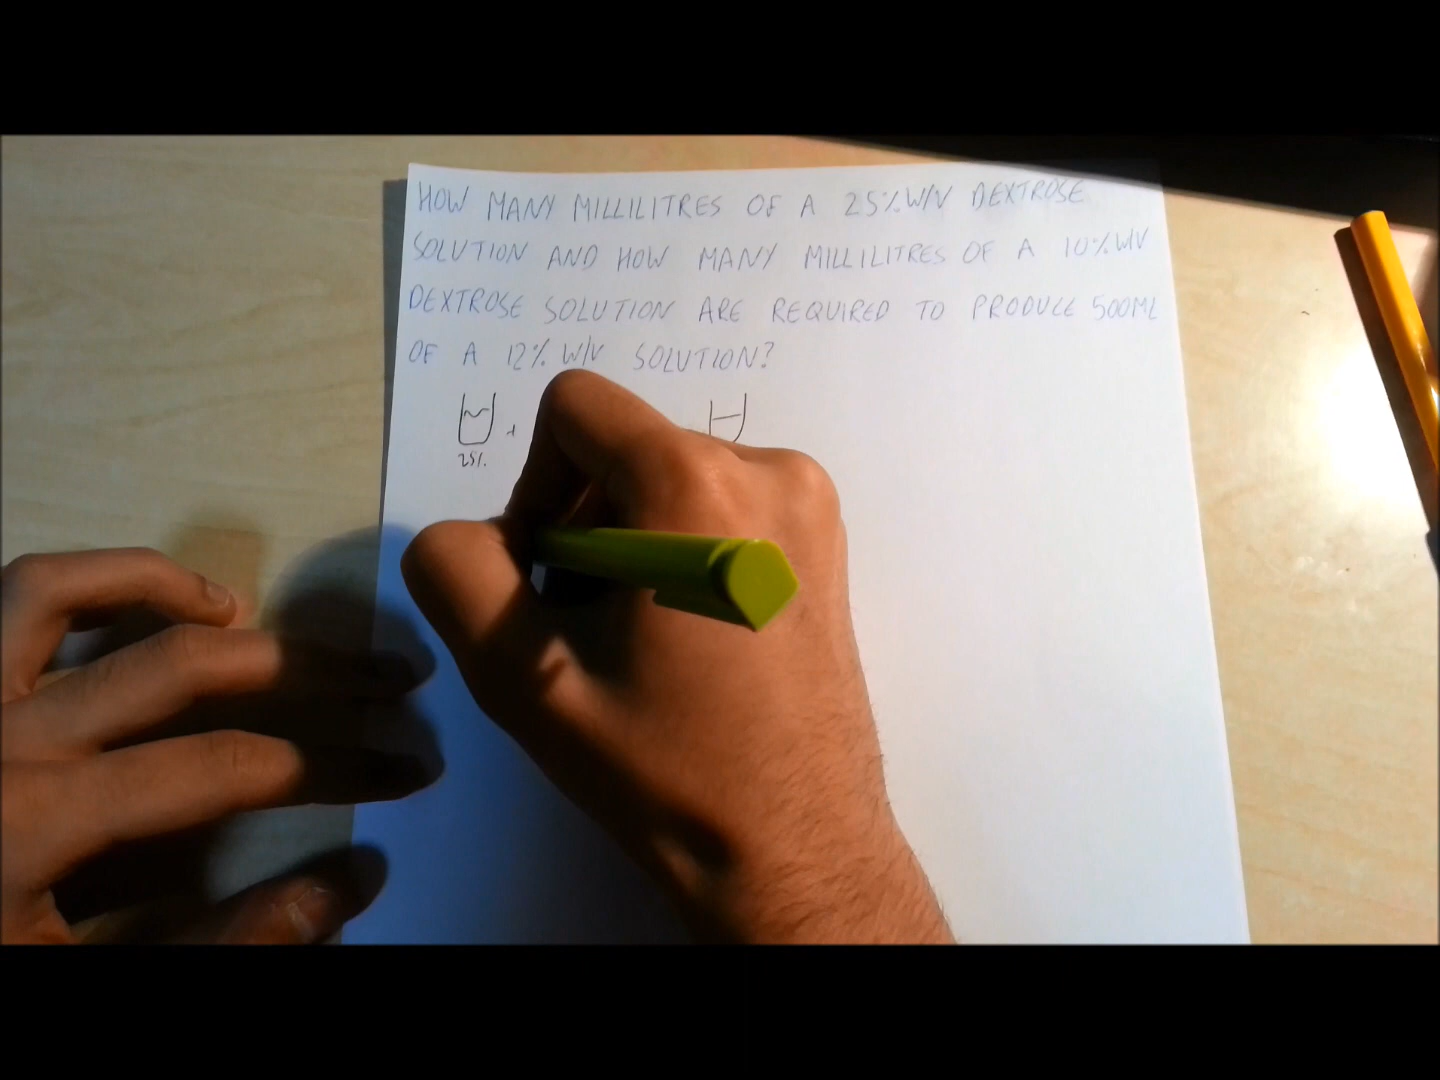 HOW MANY MILLILITRES OF A 25% W/V DEXTROSE
SOLUTION AND HOW MANY MILLILITRES OF A 10% W/V
DEXTROSE SOLUTION ARE REQUIRED TO PRODUCE 500ML
OF A 12% W/V SOLUTION?
+
25%